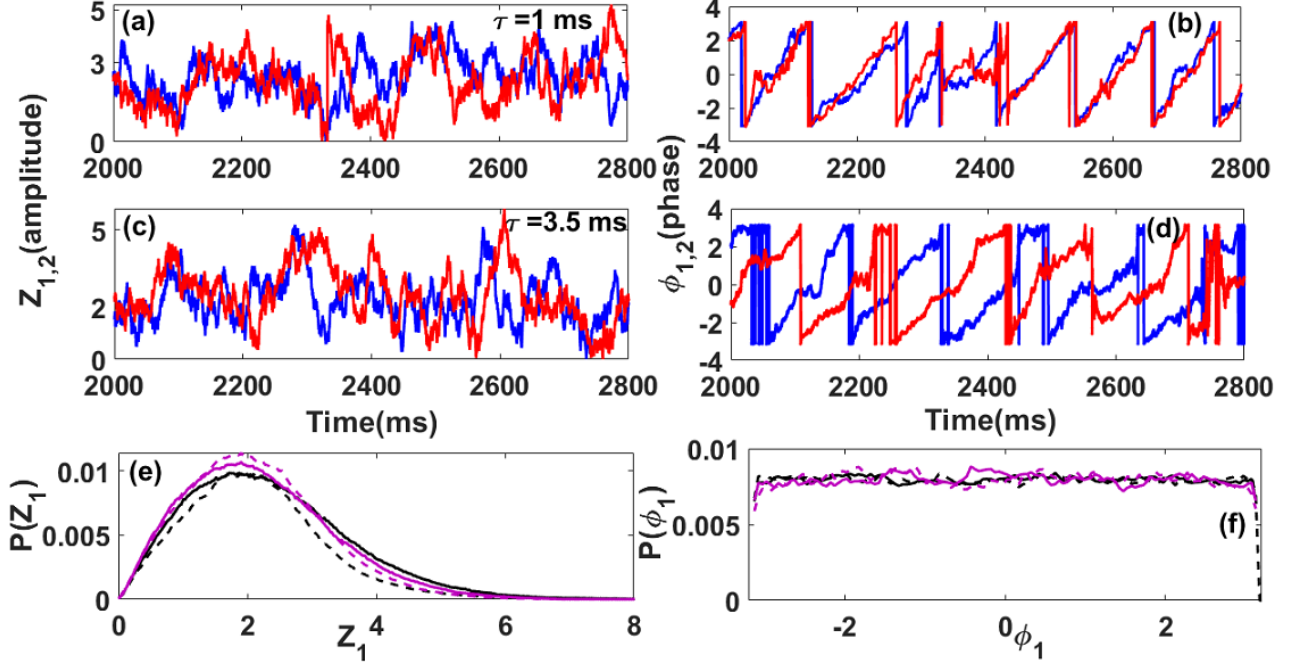 (a)
τ =1 ms
5
3
0
2000 2200 2400 2600 2800
(b)
4
2
0
-2
-4
2000 2200 2400 2600 2800
Z1,2(amplitude)
ϕ1,2(phase)
(c)
τ =3.5 ms
5
2
0
2000 2200 2400 2600 2800
Time(ms)
(d)
4
2
0
-2
-4
2000 2200 2400 2600 2800
Time(ms)
(e)
P(Z1)
0.01
0.005
0
0 2 4 6 8
Z1
(f)
P(ϕ1)
0.01
0.005
0
-2 0 2
ϕ1